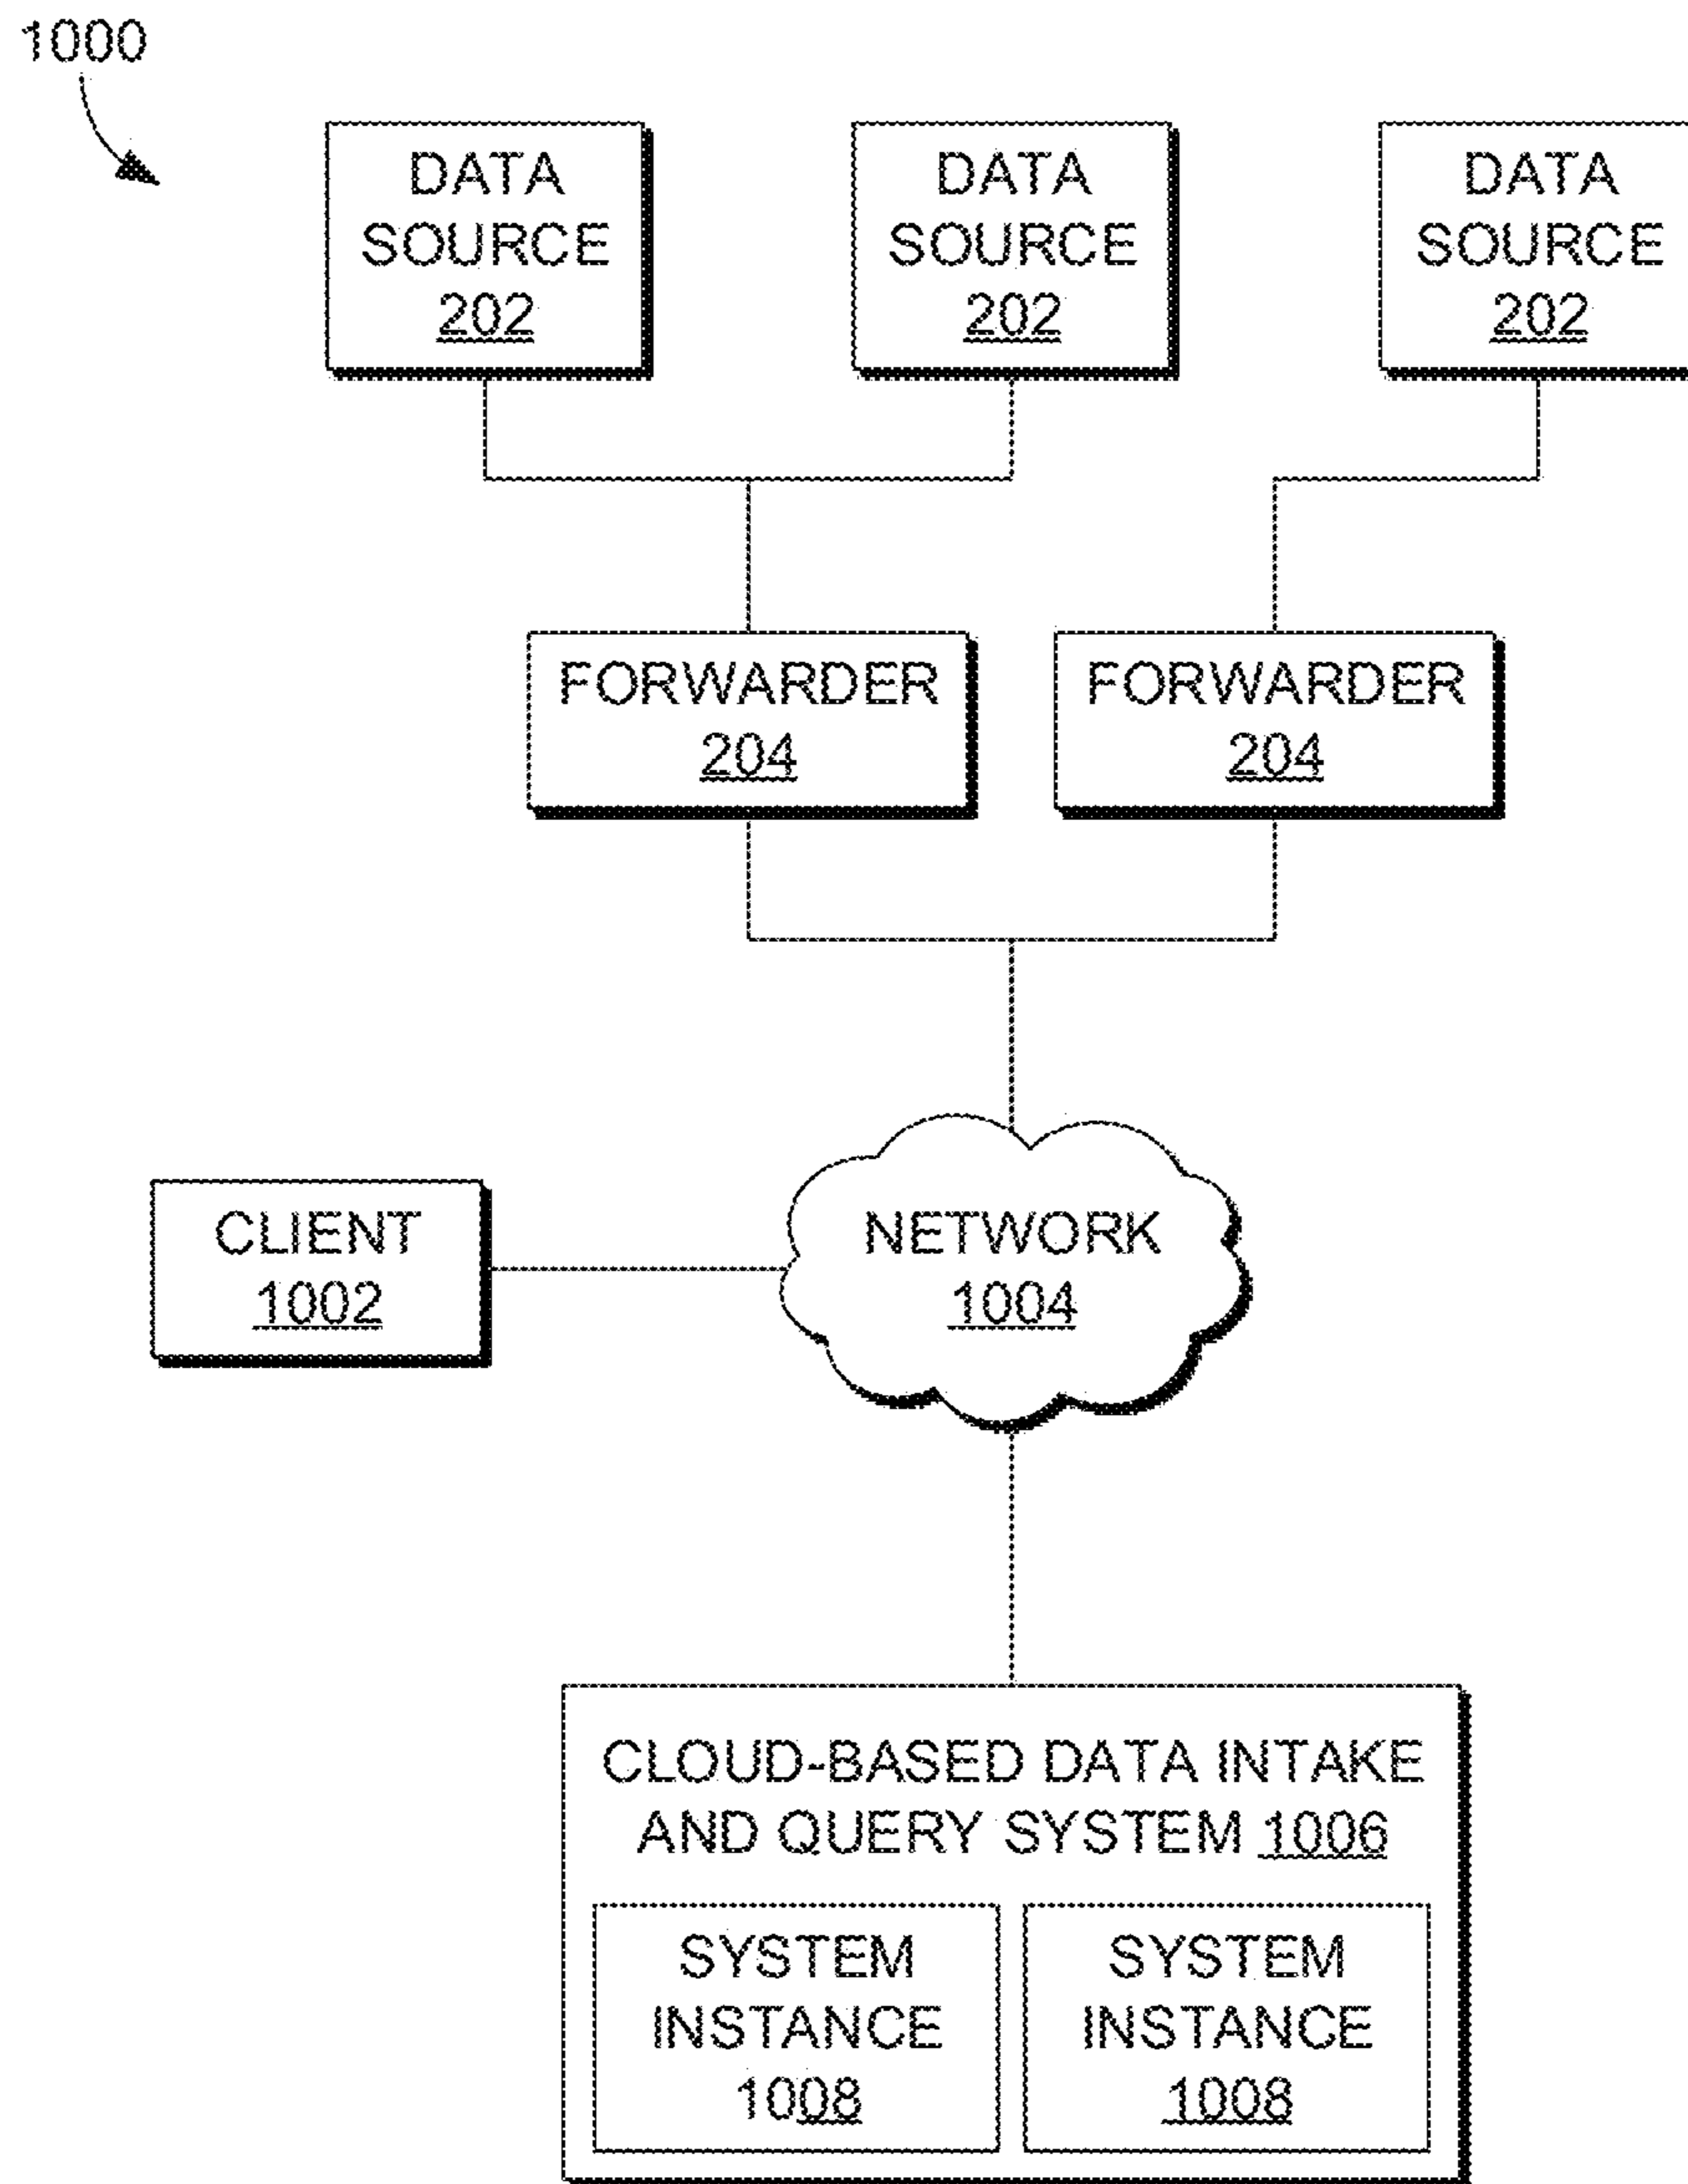 1000
DATA
SOURCE
202
DATA
SOURCE
202
DATA
SOURCE
202
FORWARDER
204
FORWARDER
204
CLIENT
1002
NETWORK
1004
CLOUD-BASED DATA INTAKE
AND QUERY SYSTEM 1006
SYSTEM
INSTANCE
1008
SYSTEM
INSTANCE
1008